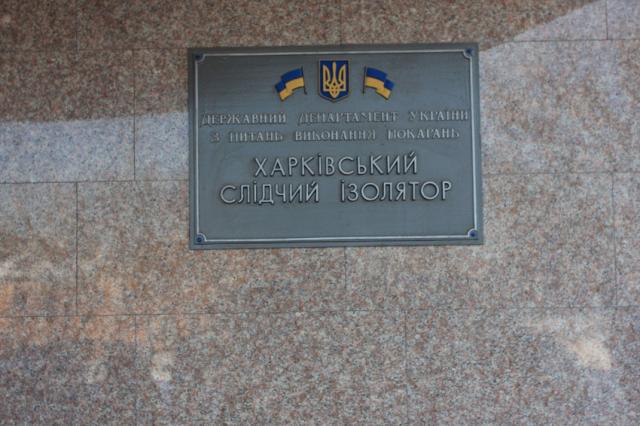 ДЕРЖАВНИЙ ДЕПАРТАМЕНТ УКРАЇНИ
З ПИТАНЬ ВИКОНАННЯ ПОКАРАНЬ
ХАРКІВСЬКИЙ
СЛІДЧИЙ ІЗОЛЯТОР